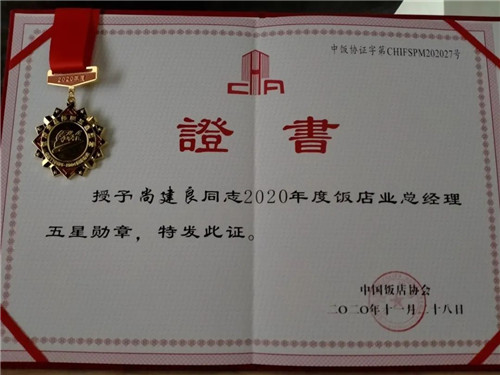 中饭协证字第CHIFSPM202027号
CHA
2020年度
證書
授予尚建良同志2020年度饭店业总经理
五星勋章，特发此证。
中国饭店协会
二〇二〇年十一月二十八日